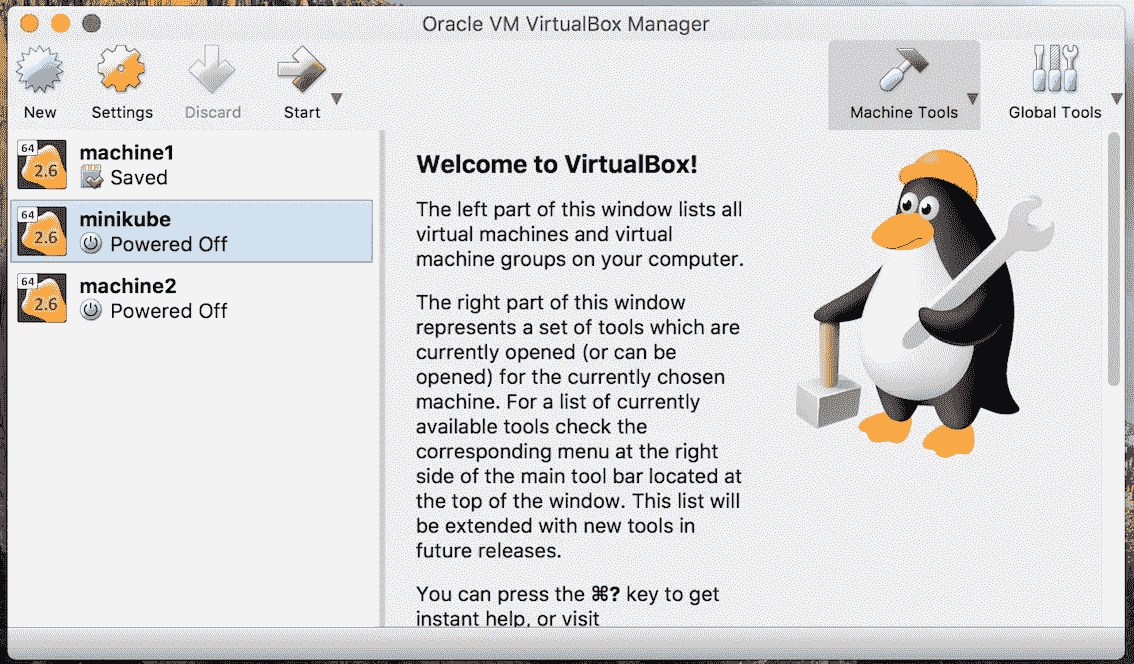 Oracle VM VirtualBox Manager
New
Settings
Discard
Start
Machine Tools
Global Tools
64
2.6
machine1
Saved
64
2.6
minikube
Powered Off
64
2.6
machine2
Powered Off
Welcome to VirtualBox!
The left part of this window lists all
virtual machines and virtual
machine groups on your computer.
The right part of this window
represents a set of tools which are
currently opened (or can be
opened) for the currently chosen
machine. For a list of currently
available tools check the
corresponding menu at the right
side of the main tool bar located at
the top of the window. This list will
be extended with new tools in
future releases.
You can press the ⌘? key to get
instant help, or visit